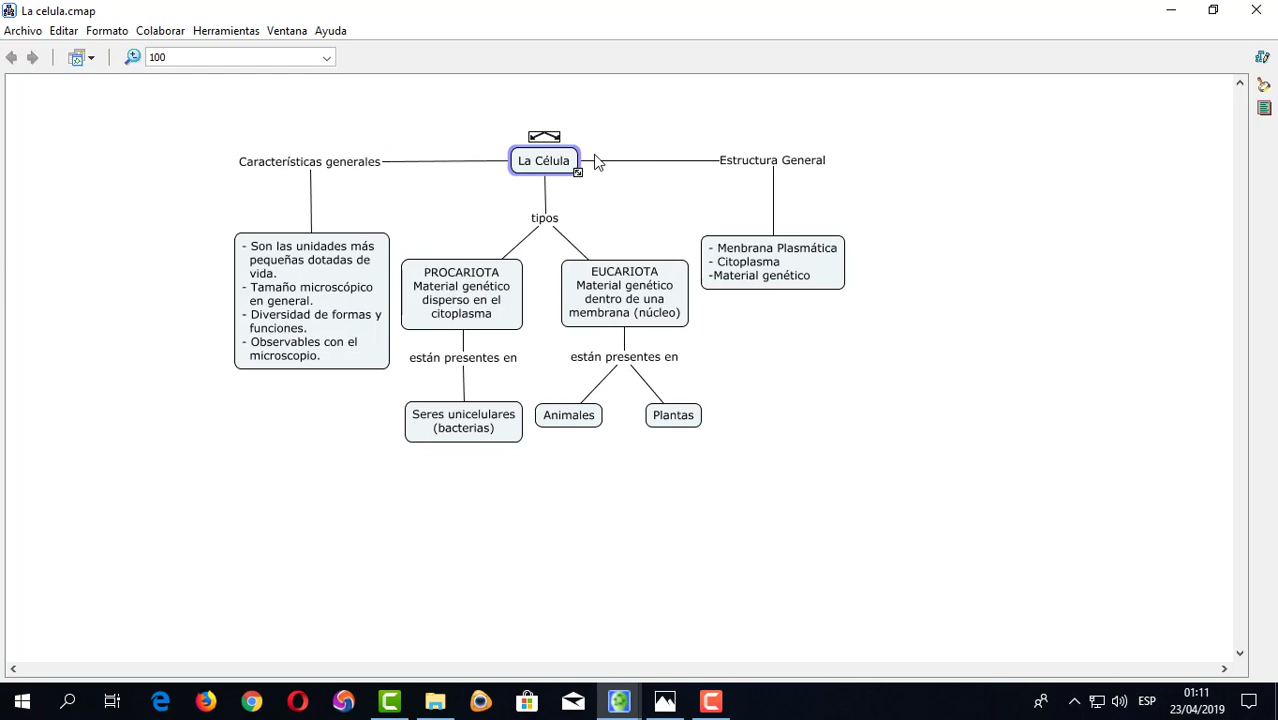 La celula.cmap
Archivo Editar Formato Colaborar Herramientas Ventana Ayuda
100
La Célula
Características generales
Estructura General
tipos
- Son las unidades más
pequeñas dotadas de
vida.
- Tamaño microscópico
en general.
- Diversidad de formas y
funciones.
- Observables con el
microscopio.
PROCARIOTA
Material genético
disperso en el
citoplasma
EUCARIOTA
Material genético
dentro de una
membrana (núcleo)
- Menbrana Plasmática
- Citoplasma
-Material genético
están presentes en
están presentes en
Seres unicelulares
(bacterias)
Animales
Plantas
ESP
01:11
23/04/2019